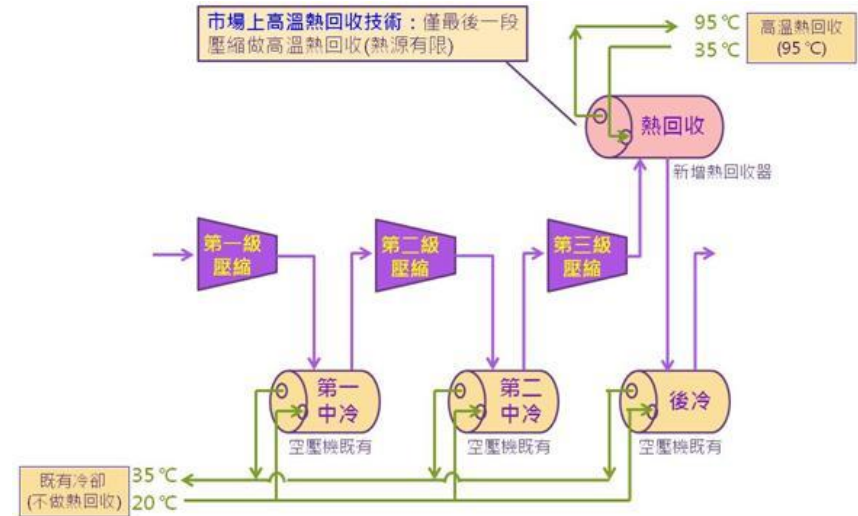 市場上高溫熱回收技術：僅最後一段
壓縮做高溫熱回收(熱源有限)
95 ℃
35 ℃
高溫熱回收
(95 ℃)
熱回收
新增熱回收器
第一級
壓縮
第二級
壓縮
第三級
壓縮
第一
中冷
第二
中冷
後冷
空壓機既有
空壓機既有
空壓機既有
既有冷卻
(不做熱回收)
35 ℃
20 ℃